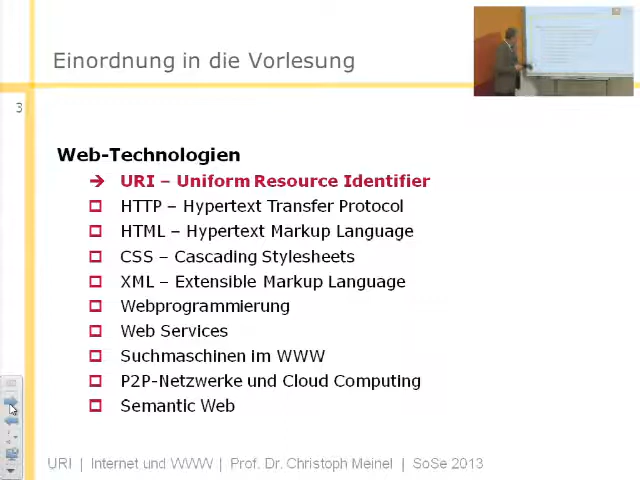 Einordnung in die Vorlesung
3
Web-Technologien
URI – Uniform Resource Identifier
HTTP – Hypertext Transfer Protocol
HTML – Hypertext Markup Language
CSS – Cascading Stylesheets
XML – Extensible Markup Language
Webprogrammierung
Web Services
Suchmaschinen im WWW
P2P-Netzwerke und Cloud Computing
Semantic Web
URI | Internet und WWW | Prof. Dr. Christoph Meinel | SoSe 2013